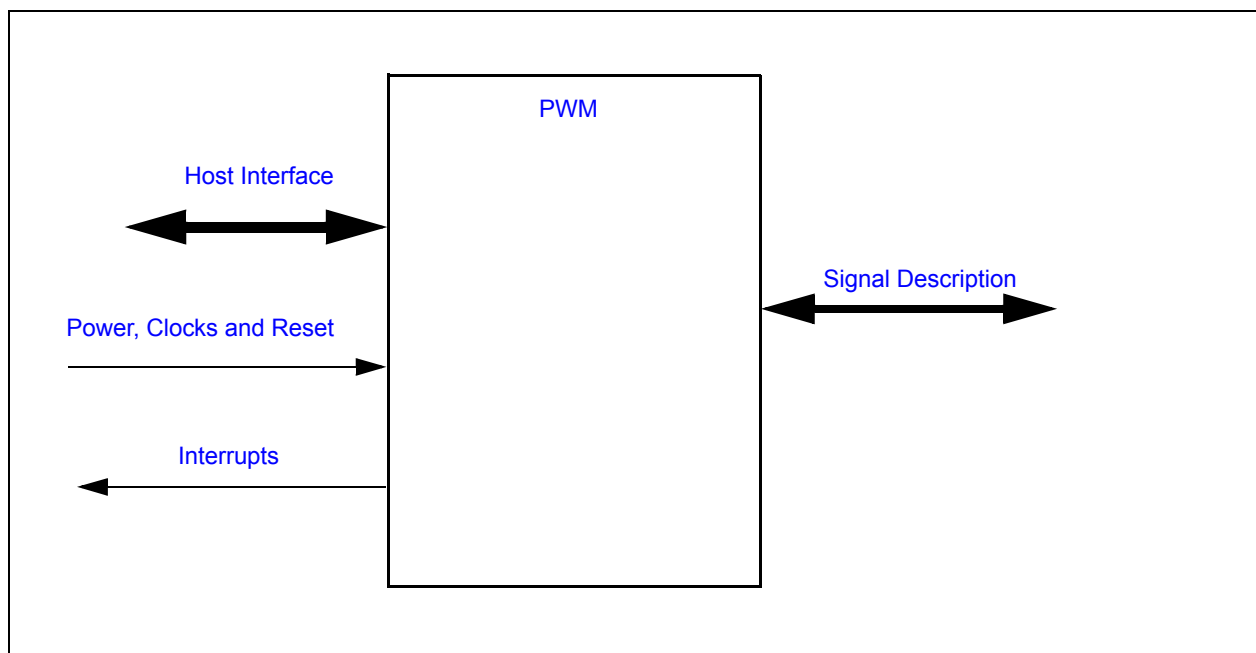 PWM
Host Interface
Signal Description
Power, Clocks and Reset
Interrupts